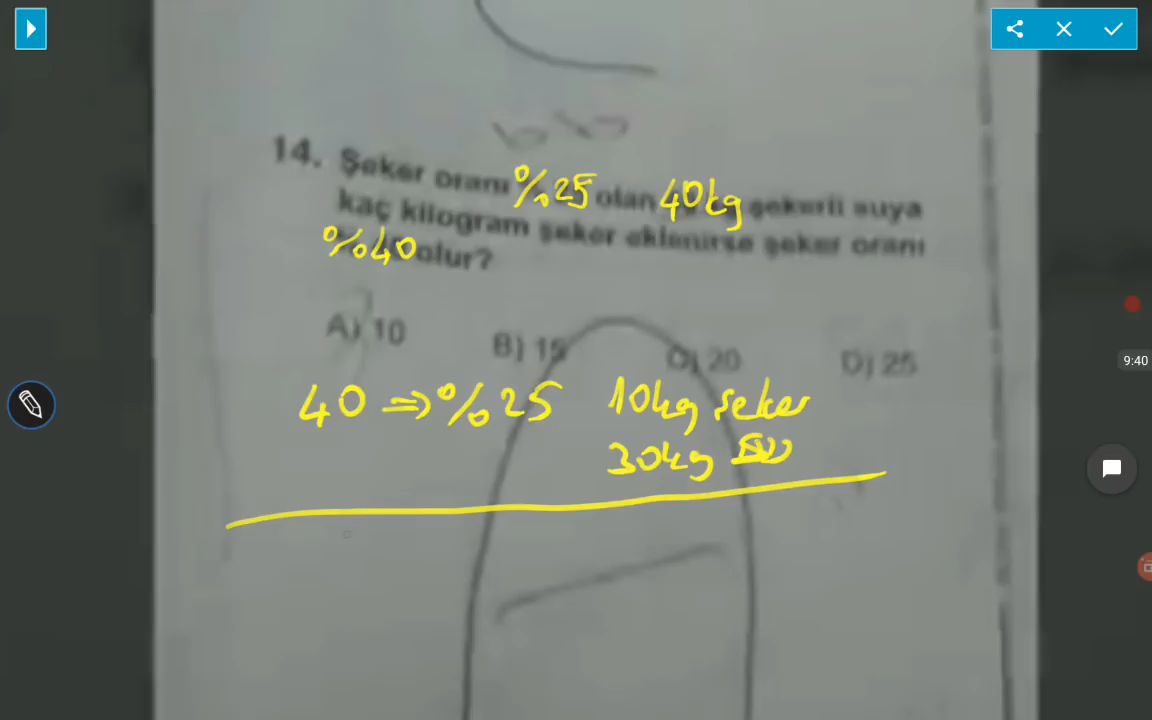 14. Şeker oranı %25 olan 40kg şekerli suya
kaç kilogram şeker eklenirse şeker oranı
%40 olur?
A) 10 B) 15 C) 20 D) 25
40 ⇒ %25 10kg şeker
30kg su
9:40